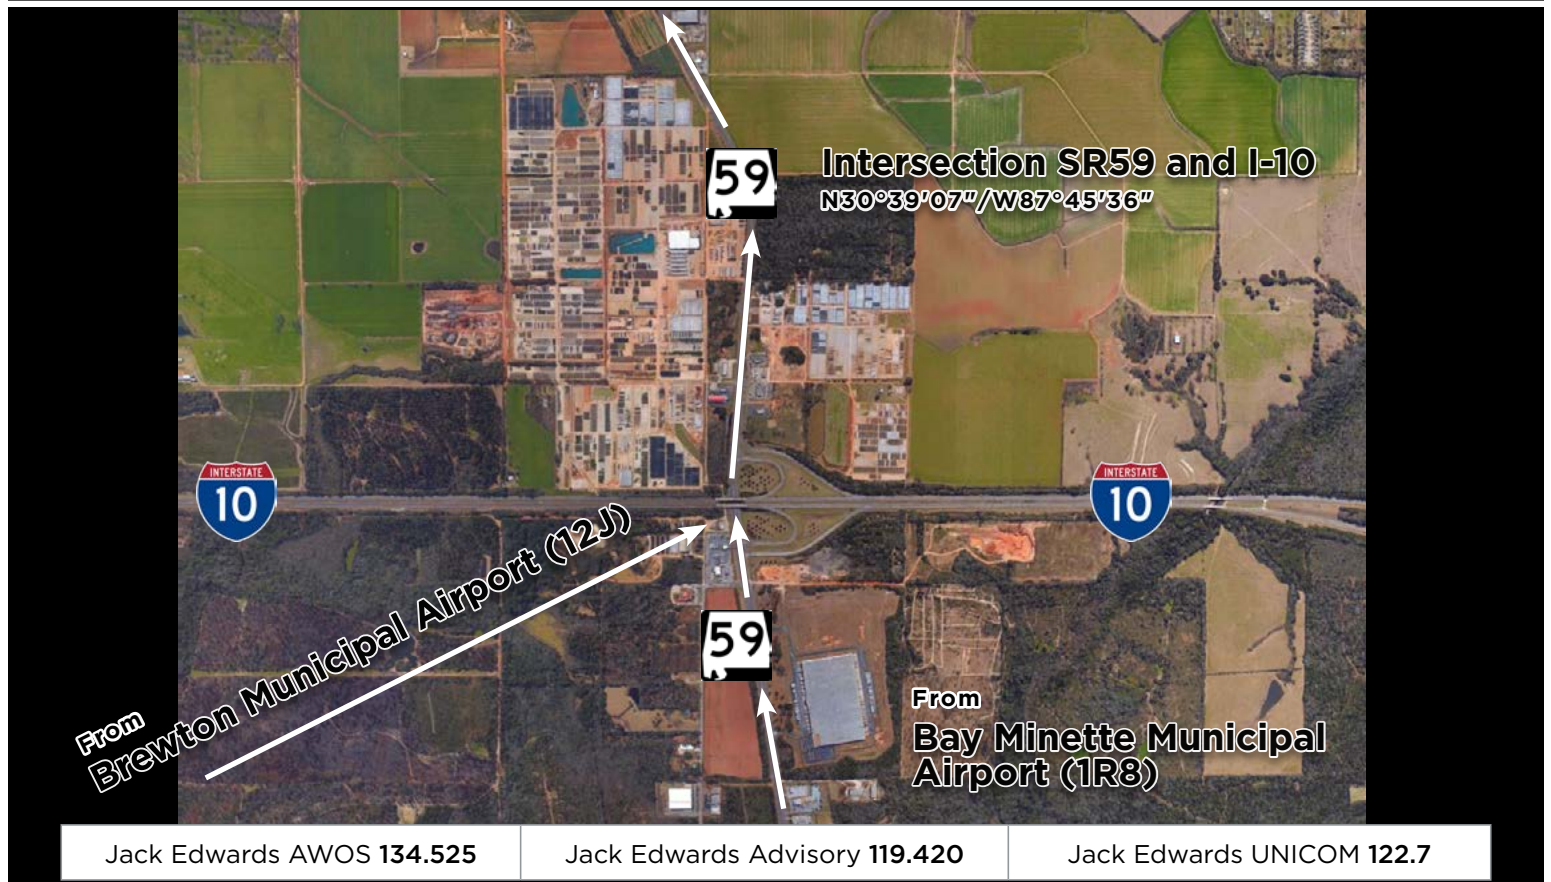 59
Intersection SR59 and I-10
N30°39'07"/W87°45'36"
INTERSTATE
10
INTERSTATE
10
From
Brewton Municipal Airport (12J)
59
From
Bay Minette Municipal
Airport (1R8)
Jack Edwards AWOS 134.525
Jack Edwards Advisory 119.420
Jack Edwards UNICOM 122.7